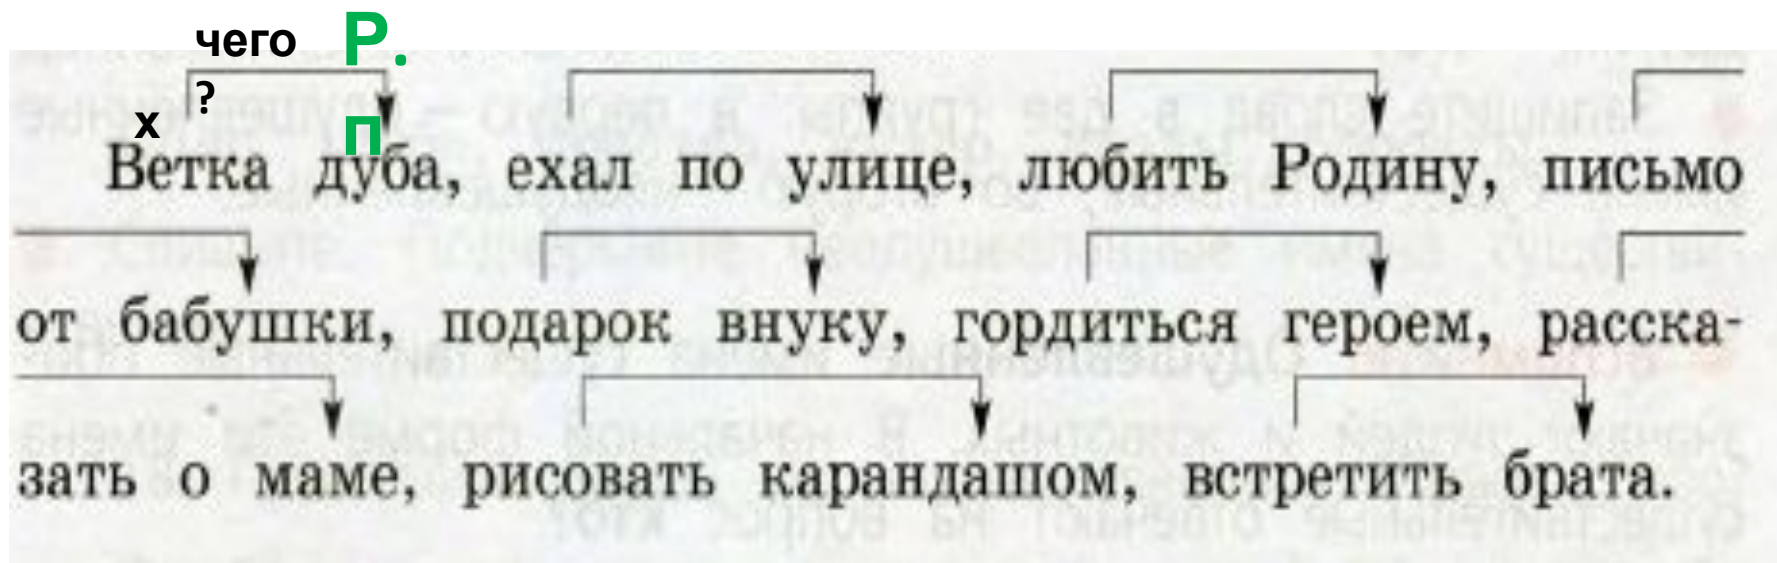 чего Р.
?
х п
Ветка дуба, ехал по улице, любить Родину, письмо
от бабушки, подарок внуку, гордиться героем, расска-
зать о маме, рисовать карандашом, встретить брата.